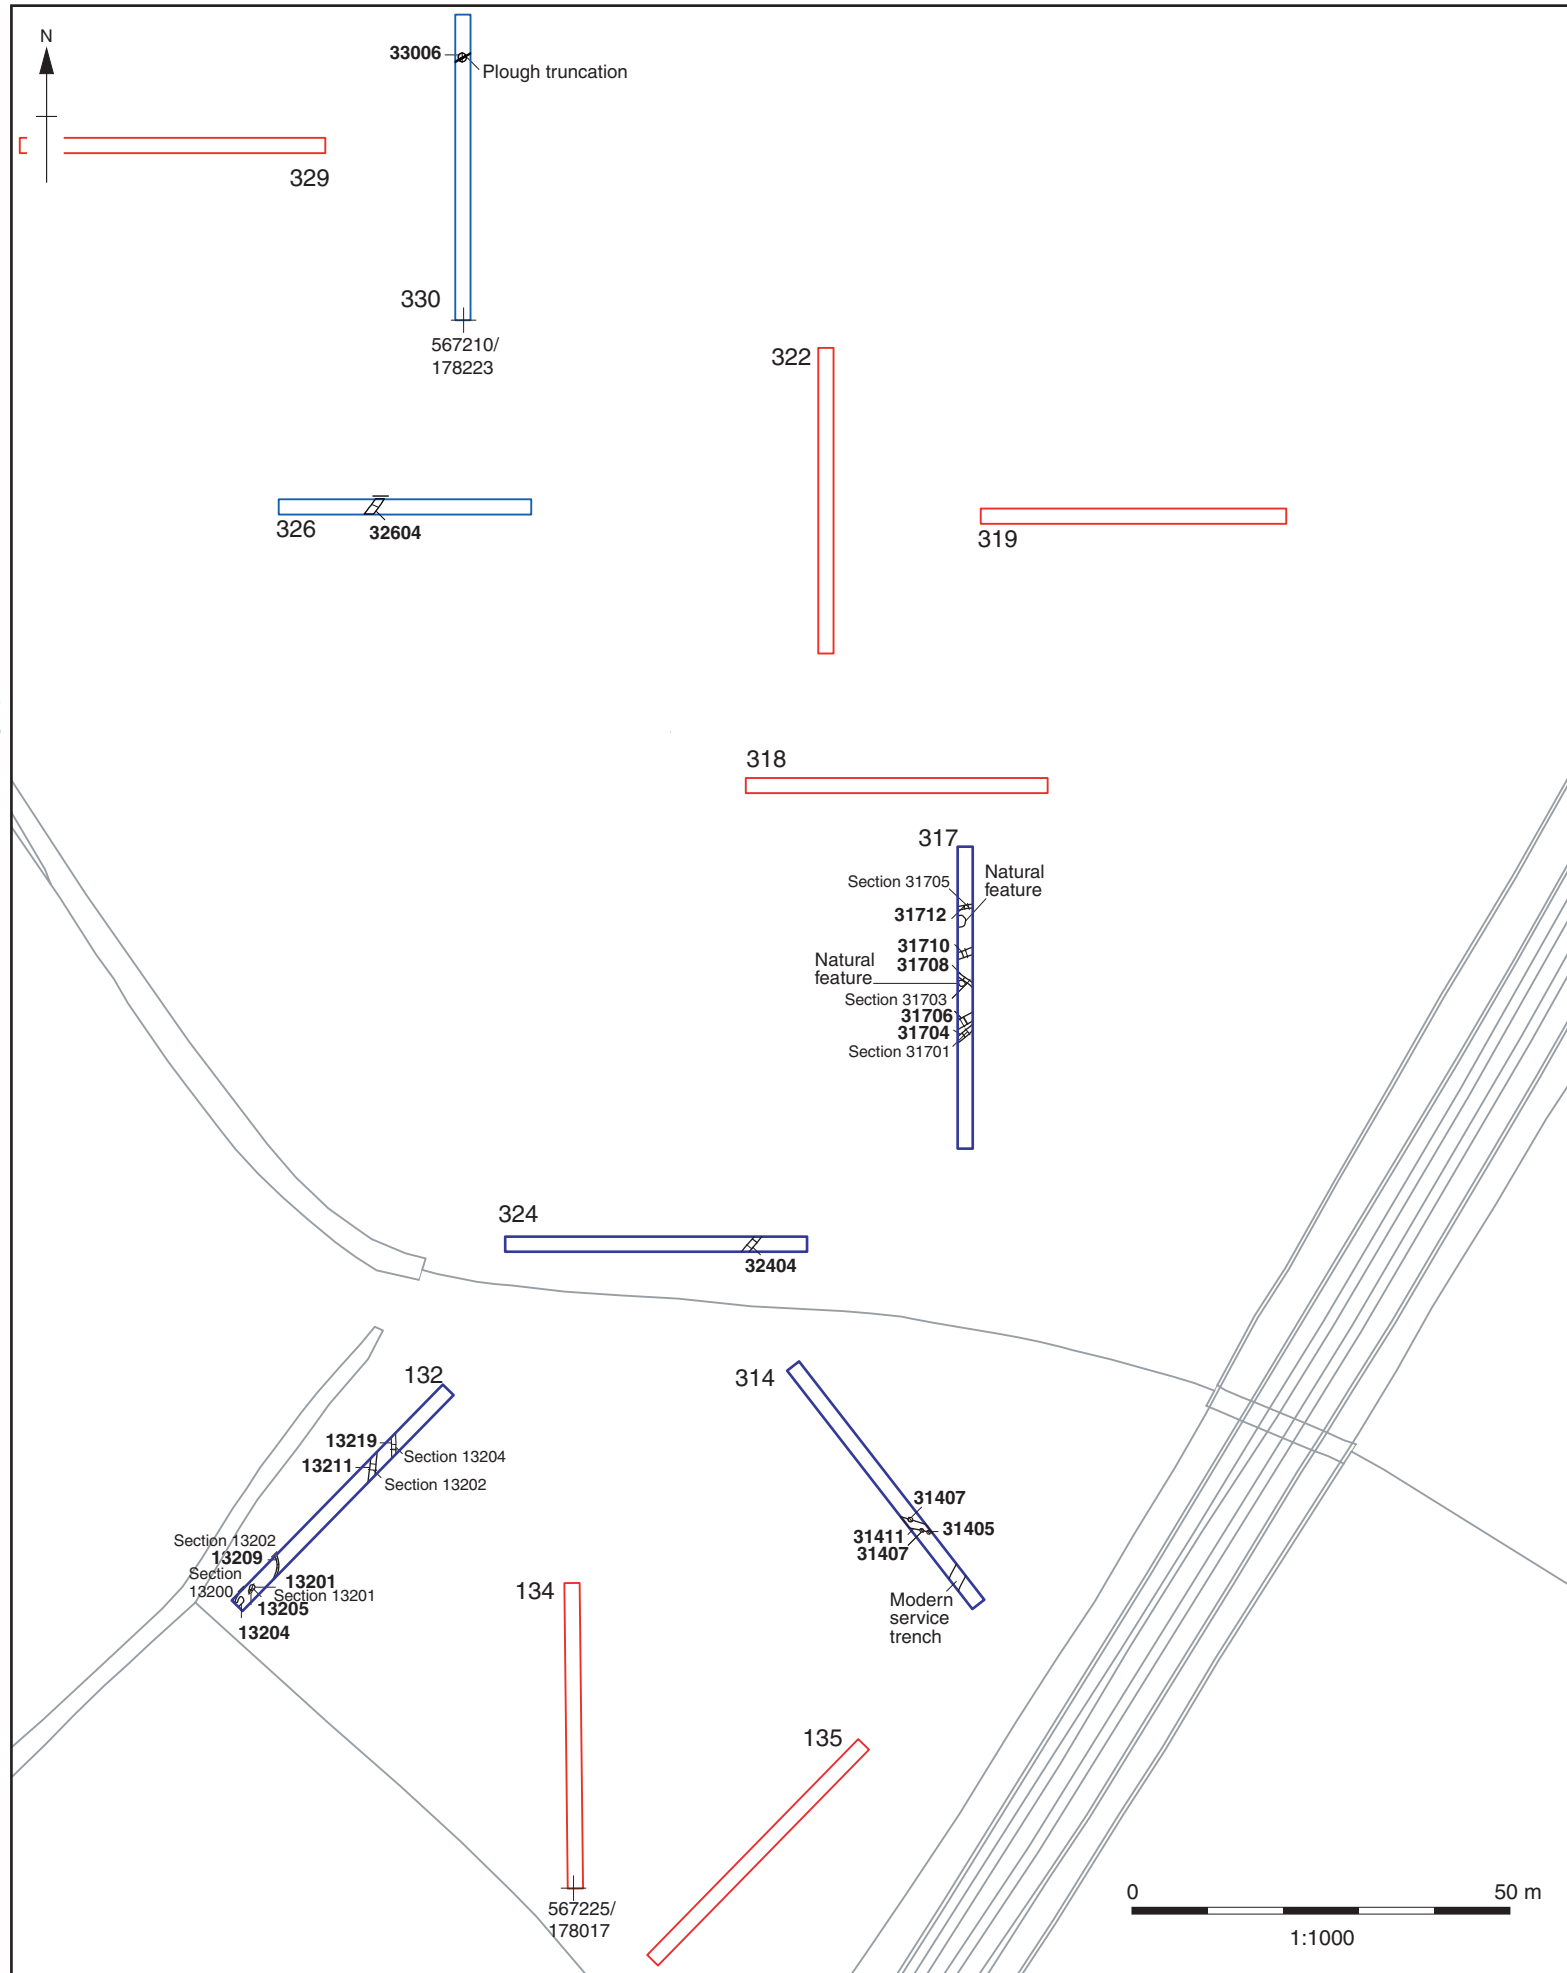 N
33006
Plough truncation
329
330
567210/
178223
322
326
32604
319
318
317
Section 31705
Natural
feature
31712
31710
Natural
feature
31708
Section 31703
31706
31704
Section 31701
324
32404
132
314
13219
Section 13204
13211
Section 13202
31407
31411
31405
31407
Section 13202
13209
Section
13200
13201
Section 13201
13205
13204
134
Modern
service
trench
135
567225/
178017
0
50 m
1:1000